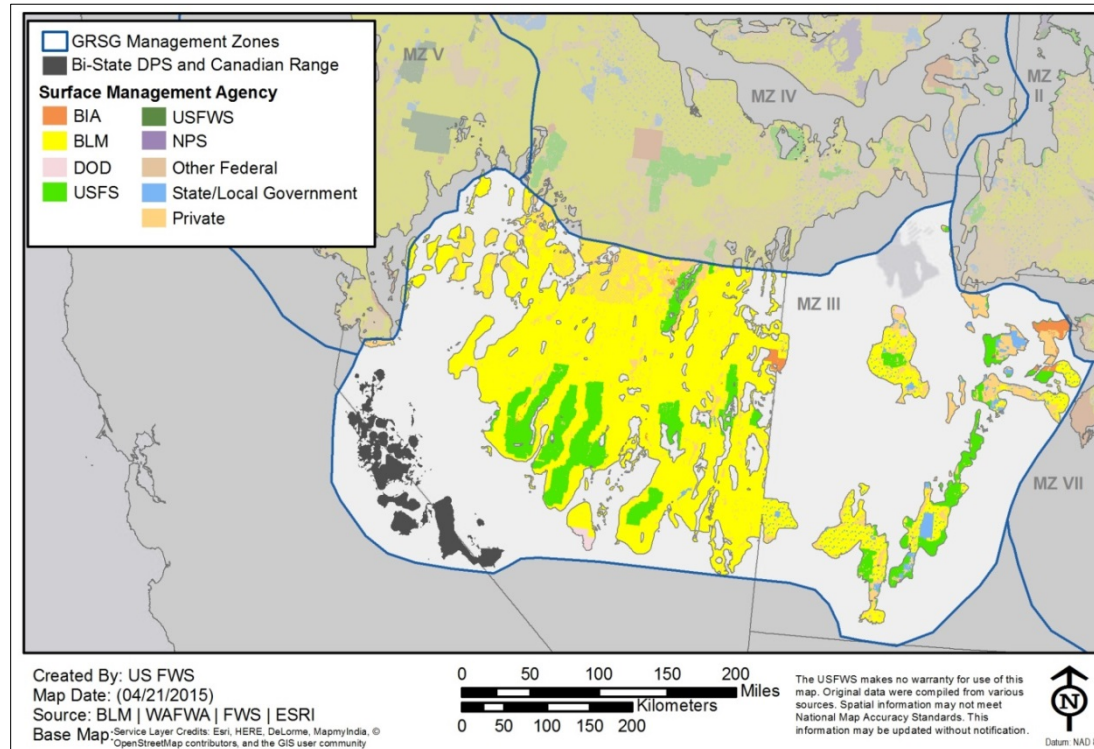 GRSG Management Zones
Bi-State DPS and Canadian Range
Surface Management Agency
BIA
BLM
DOD
USFS
USFWS
NPS
Other Federal
State/Local Government
Private
MZ V
MZ IV
MZ
II
MZ III
MZ VII
Created By: US FWS
Map Date: (04/21/2015)
Source: BLM | WAFWA | FWS | ESRI
Base Map: Service Layer Credits: Esri, HERE, DeLorme, MapmyIndia, ©
OpenStreetMap contributors, and the GIS user community
0 50 100 150 200
Miles
Kilometers
0 50 100 150 200
The USFWS makes no warranty for use of this
map. Original data were compiled from various
sources. Spatial information may not meet
National Map Accuracy Standards. This
information may be updated without notification.
N
Datum: NAD